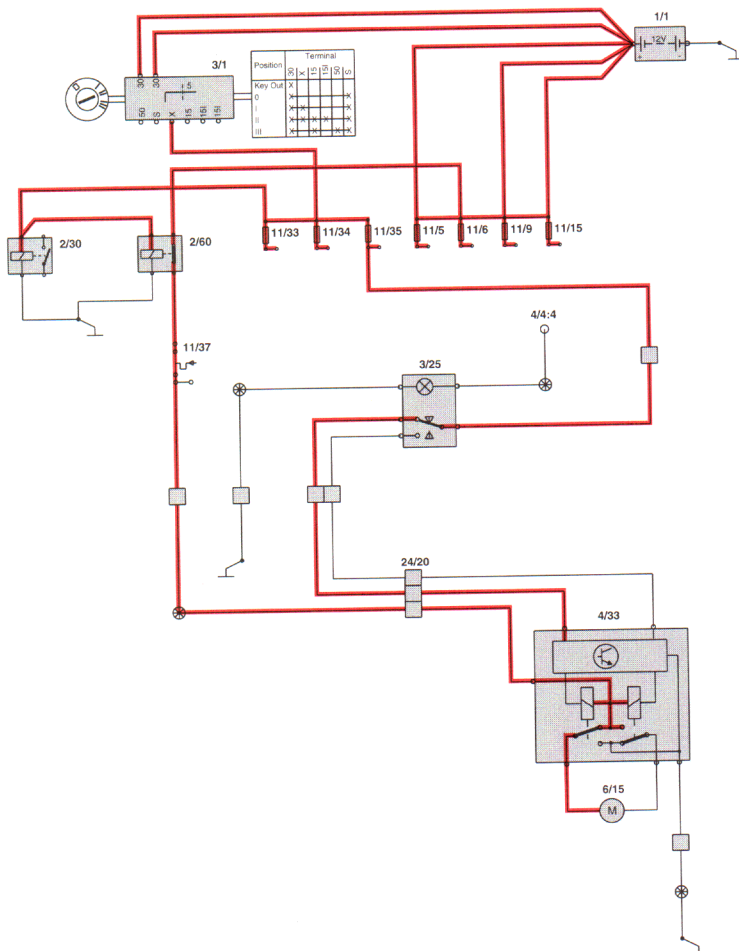 1/1
12V
+ -
3/1
30 30
+ 5
50 S X 15 15I 15I
Position Terminal
30 X 15 15I 50 S
Key Out X
0 X X
I X X X
II X X X X X
III X X X X
2/30
2/60
11/33
11/34
11/35
11/5
11/6
11/9
11/15
11/37
4/4:4
3/25
24/20
4/33
6/15
M